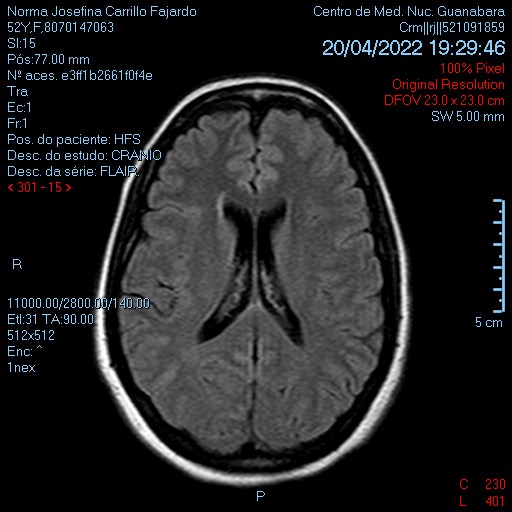 Norma Josefina Carrillo Fajardo
52Y,F,8070147063
Sl:15
Pós:77.00 mm
Nº aces. e3ff1b2661f0f4e
Tra
Ec:1
Fr:1
Pos. do paciente: HFS
Desc. do estudo: CRANIO
Desc. da série: FLAIR.
< 301 - 15 >
Centro de Med. Nuc. Guanabara
Crm||rj||521091859
20/04/2022 19:29:46
100% Pixel
Original Resolution
DFOV 23.0 x 23.0 cm
SW 5.00 mm
R
11000.00/2800.00/140.00
Etl:31 TA:90.00
512x512
Enc: ^
1nex
5 cm
P
C 230
L 401